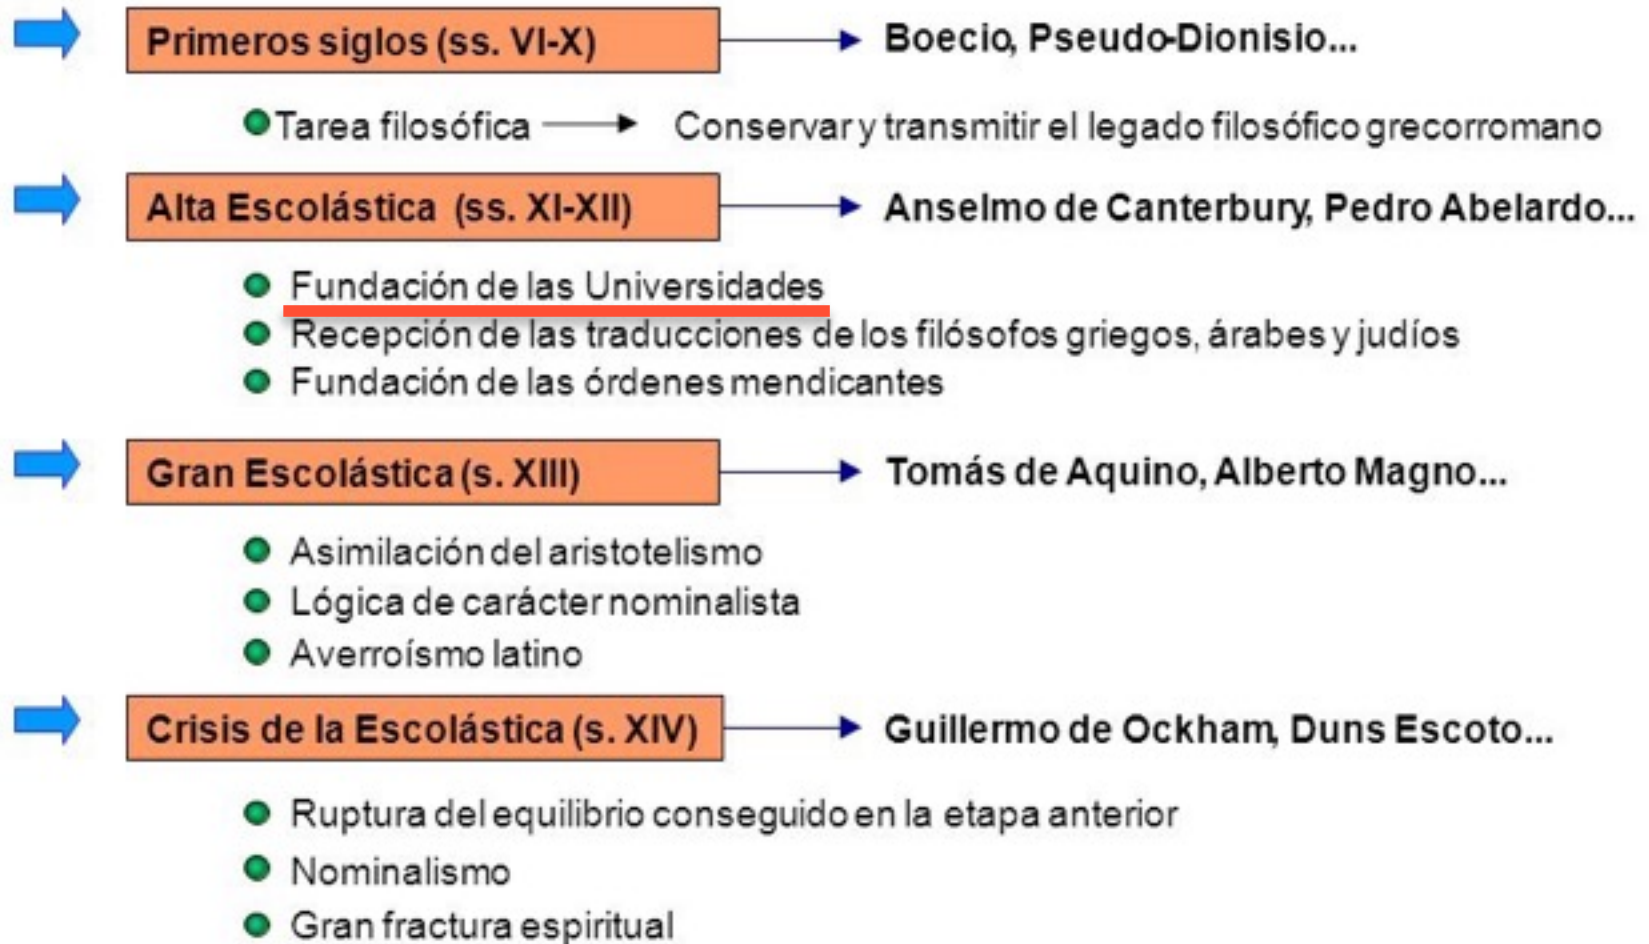 Primeros siglos (ss. VI-X) Boecio, Pseudo-Dionisio...
Tarea filosófica Conservar y transmitir el legado filosófico grecorromano
Alta Escolástica (ss. XI-XII) Anselmo de Canterbury, Pedro Abelardo...
Fundación de las Universidades
Recepción de las traducciones de los filósofos griegos, árabes y judíos
Fundación de las órdenes mendicantes
Gran Escolástica (s. XIII) Tomás de Aquino, Alberto Magno...
Asimilación del aristotelismo
Lógica de carácter nominalista
Averroísmo latino
Crisis de la Escolástica (s. XIV) Guillermo de Ockham, Duns Escoto...
Ruptura del equilibrio conseguido en la etapa anterior
Nominalismo
Gran fractura espiritual